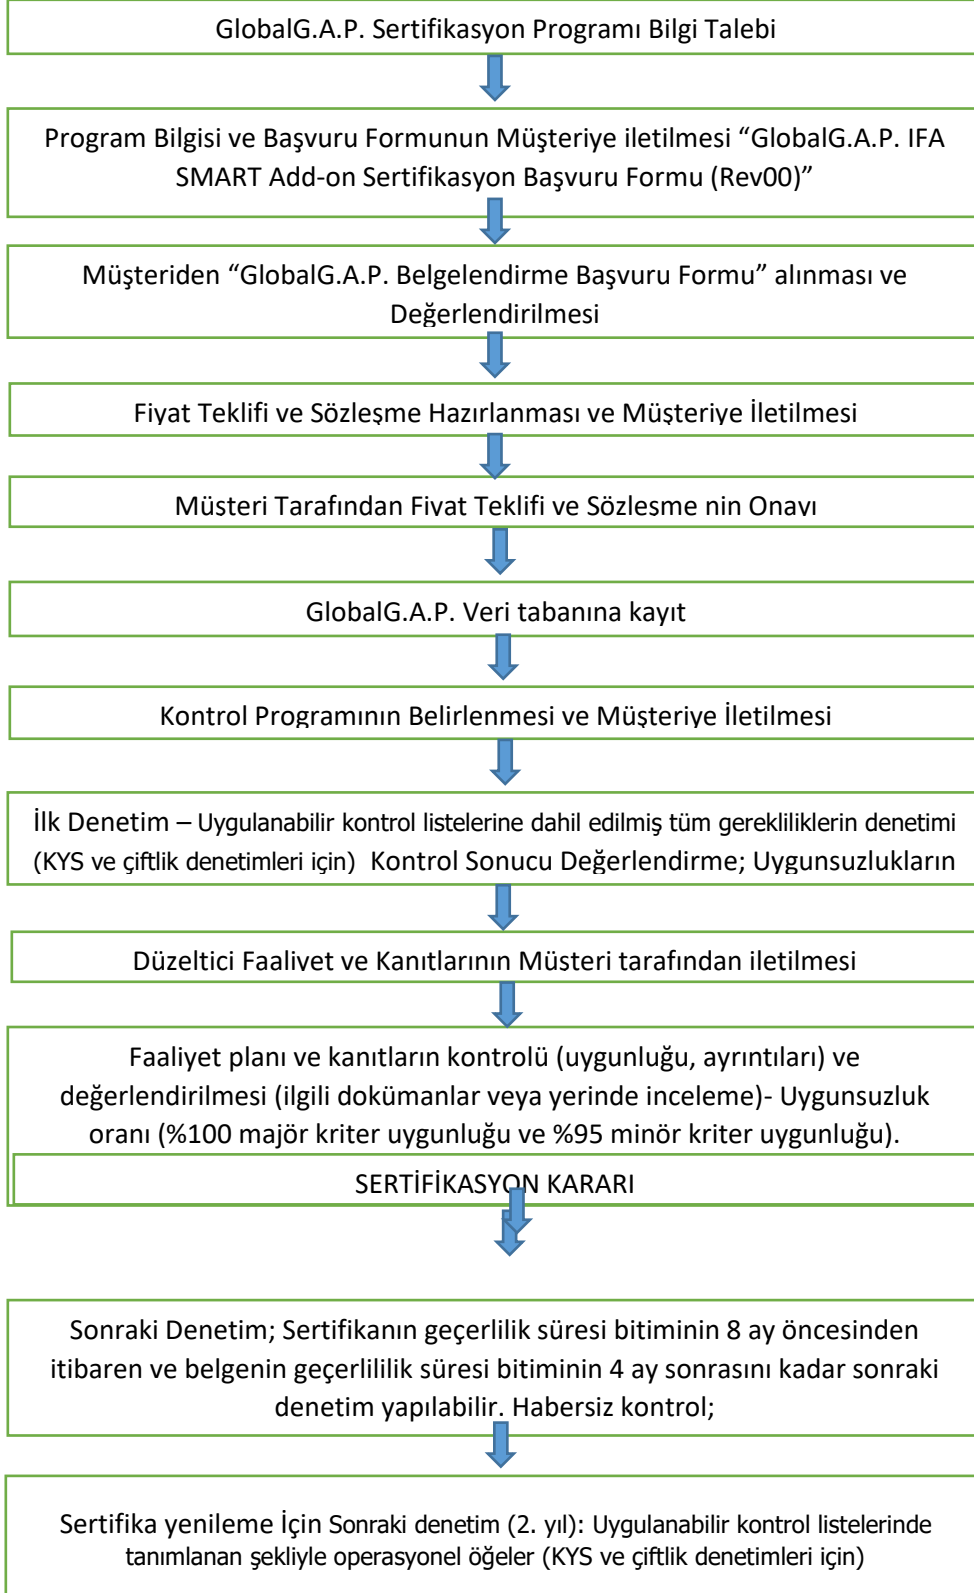 GlobalG.A.P. Sertifikasyon Programı Bilgi Talebi
Program Bilgisi ve Başvuru Formunun Müşteriye iletilmesi “GlobalG.A.P. IFA
SMART Add-on Sertifikasyon Başvuru Formu (Rev00)”
Müşteriden “GlobalG.A.P. Belgelendirme Başvuru Formu” alınması ve
Değerlendirilmesi
Fiyat Teklifi ve Sözleşme Hazırlanması ve Müşteriye İletilmesi
Müşteri Tarafından Fiyat Teklifi ve Sözleşme nin Onayı
GlobalG.A.P. Veri tabanına kayıt
Kontrol Programının Belirlenmesi ve Müşteriye İletilmesi
İlk Denetim – Uygulanabilir kontrol listelerine dahil edilmiş tüm gerekliliklerin denetimi
(KYS ve çiftlik denetimleri için) Kontrol Sonucu Değerlendirme; Uygunsuzlukların
Düzeltici Faaliyet ve Kanıtlarının Müşteri tarafından iletilmesi
Faaliyet planı ve kanıtların kontrolü (uygunluğu, ayrıntıları) ve
değerlendirilmesi (ilgili dokümanlar veya yerinde inceleme)- Uygunsuzluk
oranı (%100 majör kriter uygunluğu ve %95 minör kriter uygunluğu).
SERTİFİKASYON KARARI
Sonraki Denetim; Sertifikanın geçerlilik süresi bitiminin 8 ay öncesinden
itibaren ve belgenin geçerlililik süresi bitiminin 4 ay sonrasını kadar sonraki
denetim yapılabilir. Habersiz kontrol;
Sertifika yenileme İçin Sonraki denetim (2. yıl): Uygulanabilir kontrol listelerinde
tanımlanan şekliyle operasyonel öğeler (KYS ve çiftlik denetimleri için)